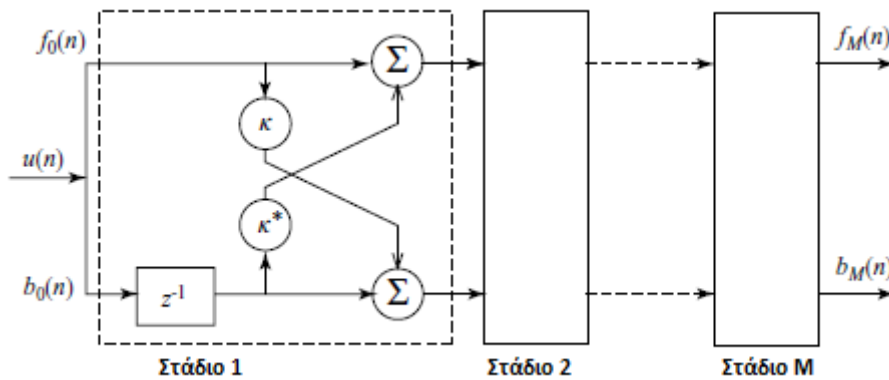 f₀(n)
Σ
f_M(n)
κ
u(n)
κ*
b₀(n)
z⁻¹
Σ
b_M(n)
Στάδιο 1
Στάδιο 2
Στάδιο Μ